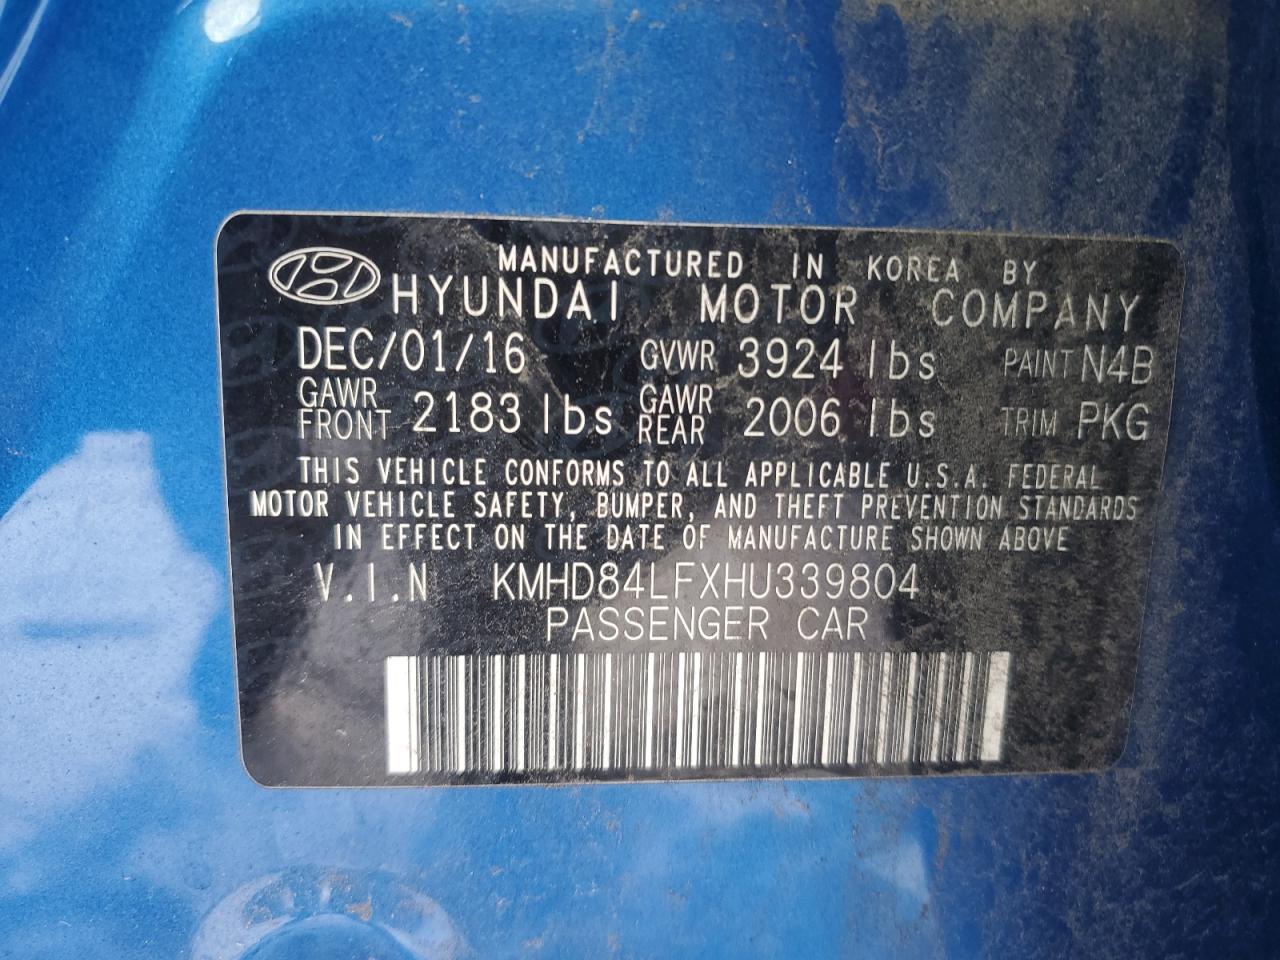 MANUFACTURED IN KOREA BY
HYUNDAI MOTOR COMPANY
DEC/01/16 GVWR 3924 lbs PAINT N4B
GAWR FRONT 2183 lbs GAWR REAR 2006 lbs TRIM PKG
THIS VEHICLE CONFORMS TO ALL APPLICABLE U.S.A. FEDERAL
MOTOR VEHICLE SAFETY, BUMPER, AND THEFT PREVENTION STANDARDS
IN EFFECT ON THE DATE OF MANUFACTURE SHOWN ABOVE
V.I.N KMHD84LFXHU339804
PASSENGER CAR